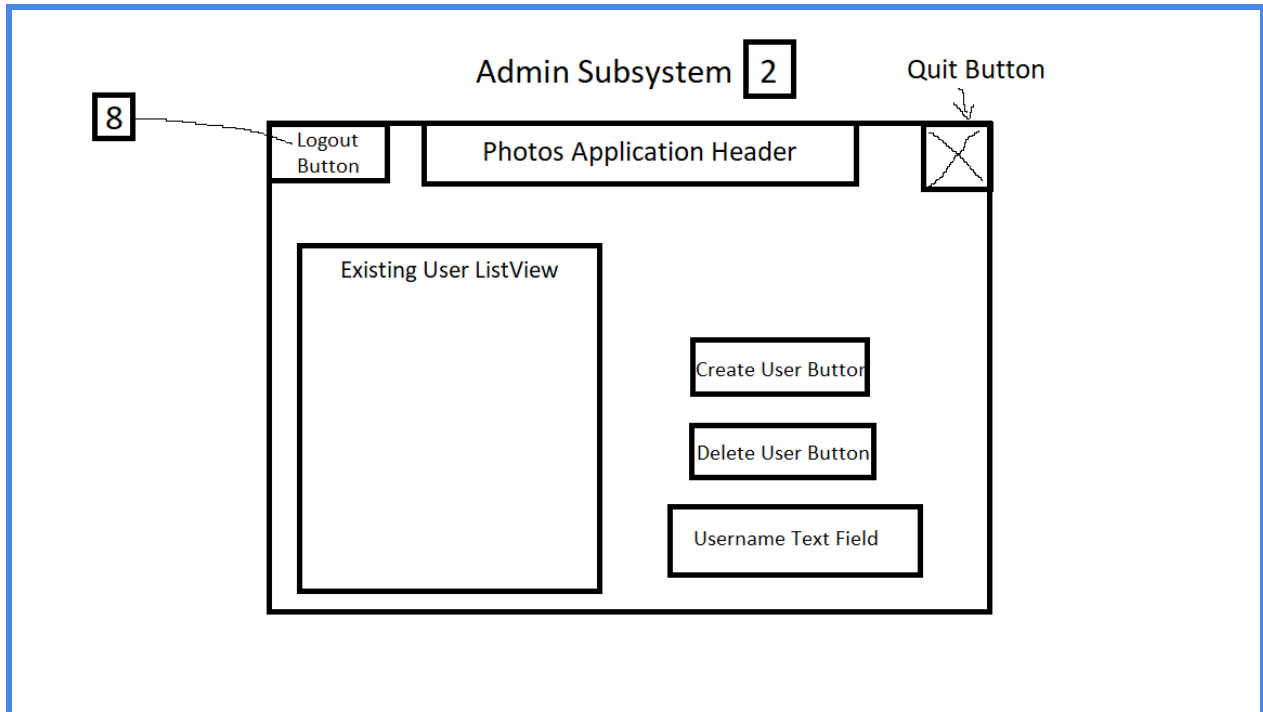 Admin Subsystem 2
Quit Button
8
Logout
Button
Photos Application Header
Existing User ListView
Create User Button
Delete User Button
Username Text Field